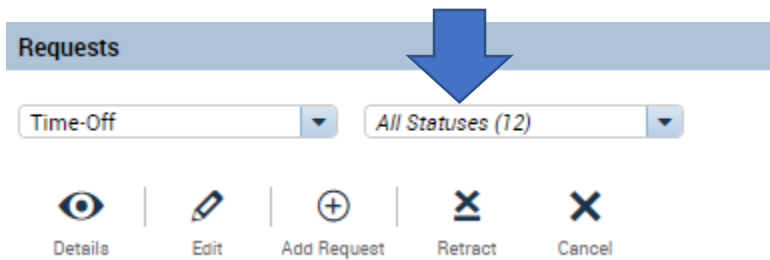 Requests
Time-Off All Statuses (12)
Details Edit Add Request Retract Cancel